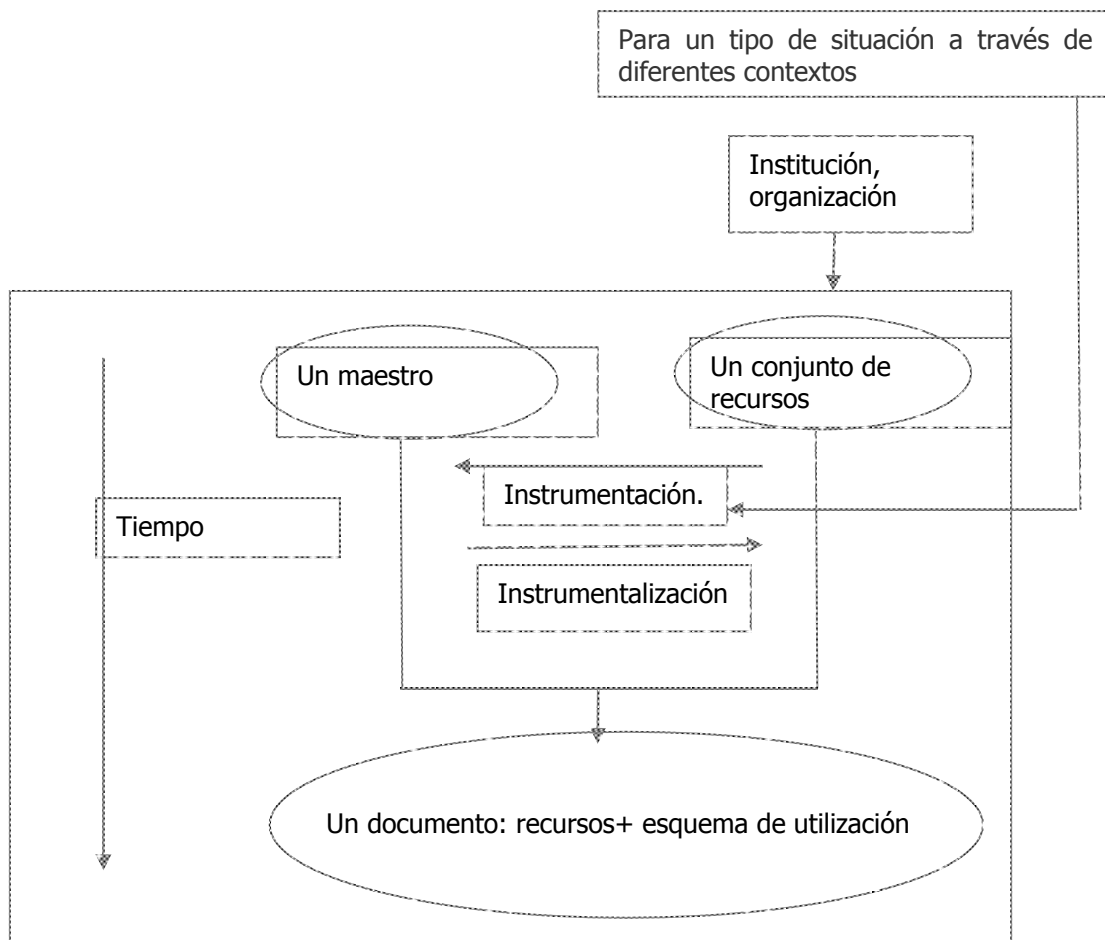 Para un tipo de situación a través de
diferentes contextos
Institución,
organización
Un maestro
Un conjunto de
recursos
Instrumentación.
Tiempo
Instrumentalización
Un documento: recursos+ esquema de utilización